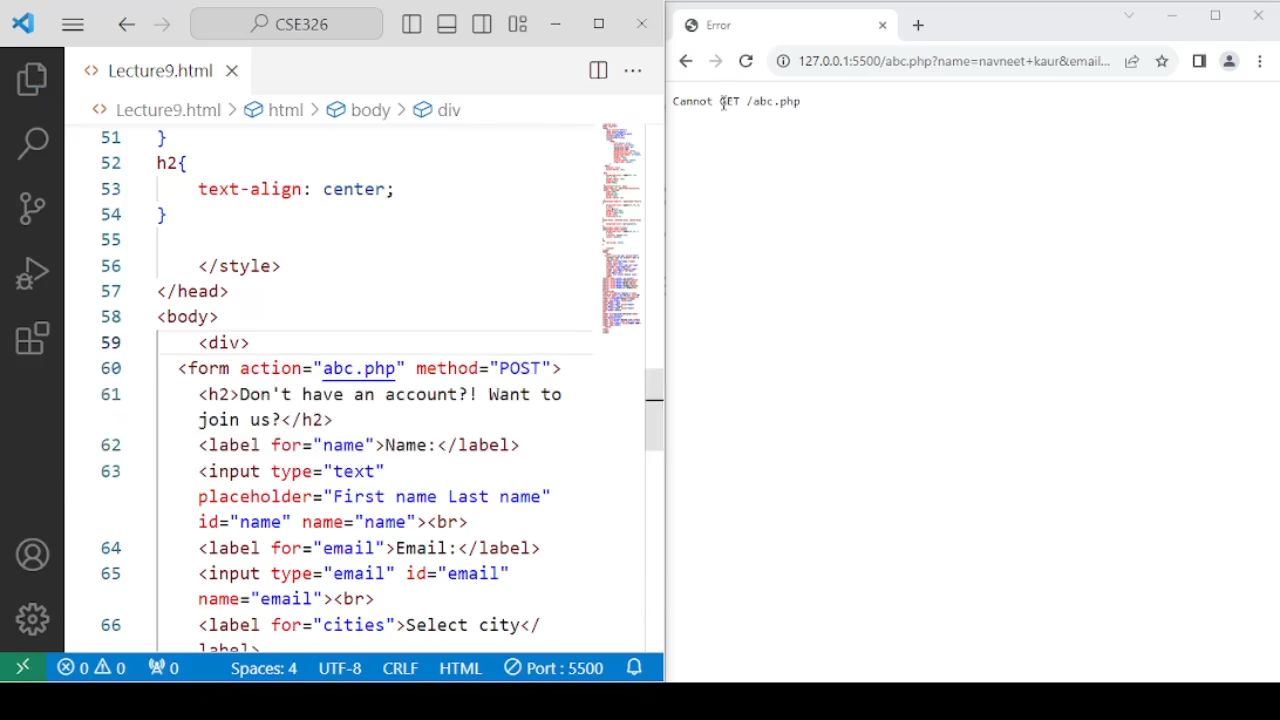 CSE326
Lecture9.html
Lecture9.html > html > body > div
51 }
52 h2{
53 text-align: center;
54 }
55
56 </style>
57 </head>
58 <body>
59 <div>
60 <form action="abc.php" method="POST">
61 <h2>Don't have an account?! Want to
join us?</h2>
62 <label for="name">Name:</label>
63 <input type="text"
placeholder="First name Last name"
id="name" name="name"><br>
64 <label for="email">Email:</label>
65 <input type="email" id="email"
name="email"><br>
66 <label for="cities">Select city</
label>
0 0 0 Spaces: 4 UTF-8 CRLF HTML Port : 5500
Error
127.0.0.1:5500/abc.php?name=navneet+kaur&email...
Cannot GET /abc.php